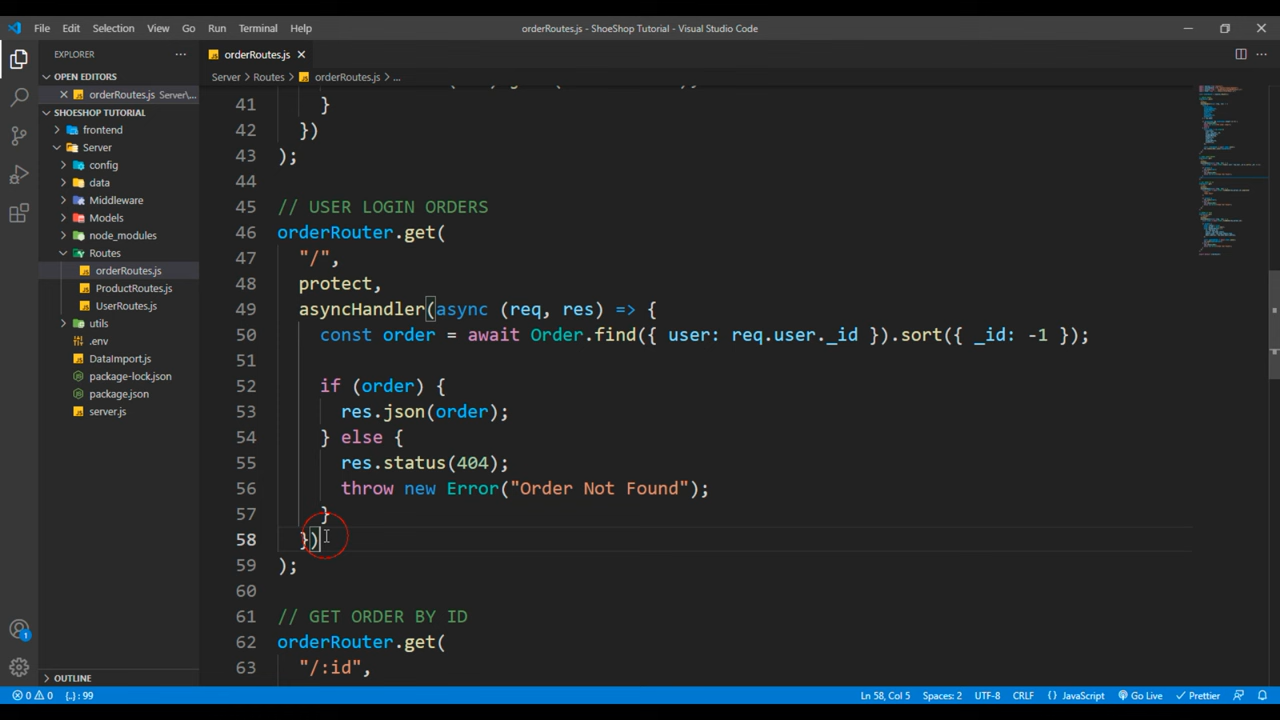 File Edit Selection View Go Run Terminal Help orderRoutes.js - ShoeShop Tutorial - Visual Studio Code
EXPLORER
OPEN EDITORS
orderRoutes.js Server\...
SHOESHOP TUTORIAL
frontend
Server
config
data
Middleware
Models
node_modules
Routes
orderRoutes.js
ProductRoutes.js
UserRoutes.js
utils
.env
DataImport.js
package-lock.json
package.json
server.js
OUTLINE
orderRoutes.js
Server > Routes > orderRoutes.js > ...
41 }
42 })
43 );
44
45 // USER LOGIN ORDERS
46 orderRouter.get(
47 "/",
48 protect,
49 asyncHandler(async (req, res) => {
50 const order = await Order.find({ user: req.user._id }).sort({ _id: -1 });
51
52 if (order) {
53 res.json(order);
54 } else {
55 res.status(404);
56 throw new Error("Order Not Found");
57 }
58 })
59 );
60
61 // GET ORDER BY ID
62 orderRouter.get(
63 "/:id",
1
0 0 {..}: 99 Ln 58, Col 5 Spaces: 2 UTF-8 CRLF {} JavaScript Go Live Prettier